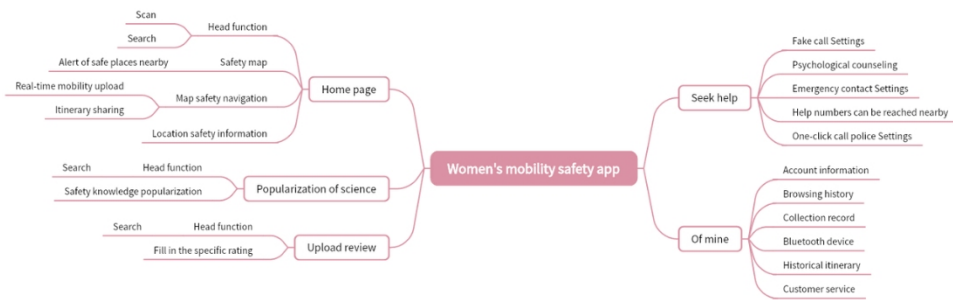 Women's mobility safety app
Home page
Head function
Scan
Search
Safety map
Alert of safe places nearby
Map safety navigation
Real-time mobility upload
Itinerary sharing
Location safety information
Popularization of science
Head function
Search
Safety knowledge popularization
Upload review
Head function
Search
Fill in the specific rating
Seek help
Fake call Settings
Psychological counseling
Emergency contact Settings
Help numbers can be reached nearby
One-click call police Settings
Of mine
Account information
Browsing history
Collection record
Bluetooth device
Historical itinerary
Customer service